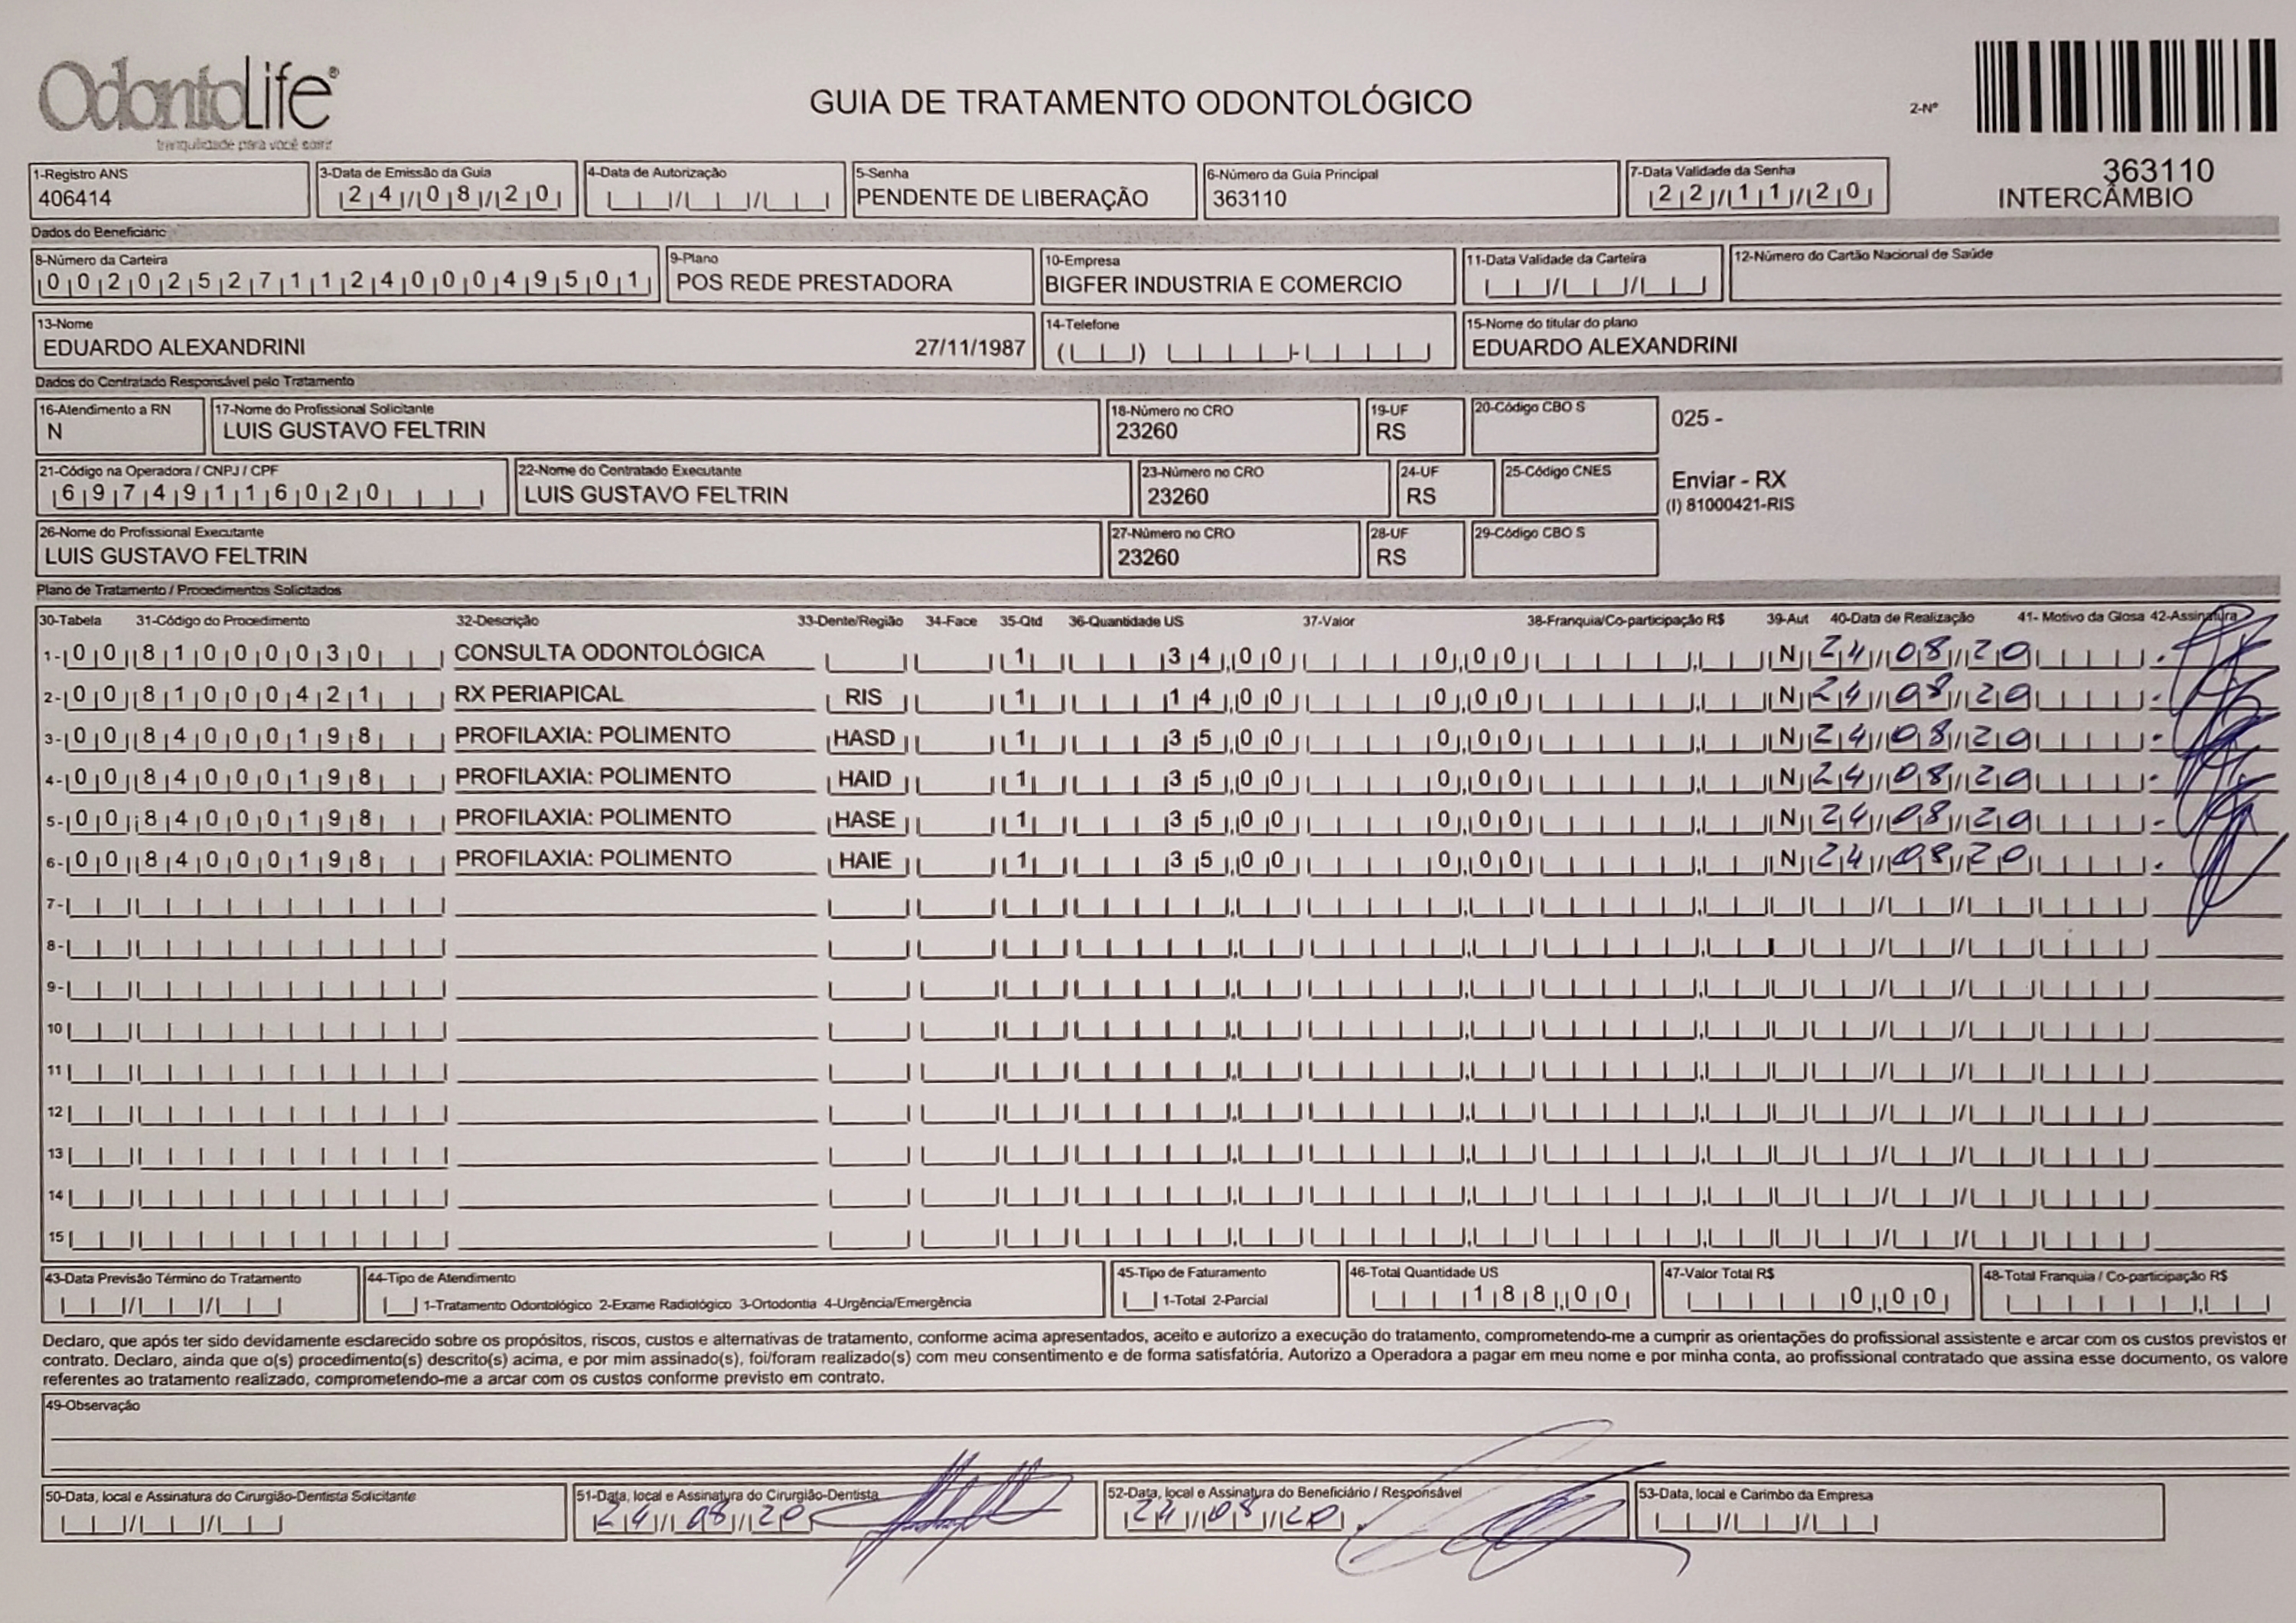 OdontoLife®
tranquilidade para você sorrir
GUIA DE TRATAMENTO ODONTOLÓGICO
2-Nº
363110
INTERCÂMBIO
1-Registro ANS
406414
3-Data de Emissão da Guia
24/08/20
4-Data de Autorização
5-Senha
PENDENTE DE LIBERAÇÃO
6-Número da Guia Principal
363110
7-Data Validade da Senha
22/11/20
Dados do Beneficiário
8-Número da Carteira
00202527112400049501
9-Plano
POS REDE PRESTADORA
10-Empresa
BIGFER INDUSTRIA E COMERCIO
11-Data Validade da Carteira
12-Número do Cartão Nacional de Saúde
13-Nome
EDUARDO ALEXANDRINI 27/11/1987
14-Telefone
15-Nome do titular do plano
EDUARDO ALEXANDRINI
Dados do Contratado Responsável pelo Tratamento
16-Atendimento a RN
N
17-Nome do Profissional Solicitante
LUIS GUSTAVO FELTRIN
18-Número no CRO
23260
19-UF
RS
20-Código CBO S
025 -
21-Código na Operadora / CNPJ / CPF
69749116020
22-Nome do Contratado Executante
LUIS GUSTAVO FELTRIN
23-Número no CRO
23260
24-UF
RS
25-Código CNES
Enviar - RX
(I) 81000421-RIS
26-Nome do Profissional Executante
LUIS GUSTAVO FELTRIN
27-Número no CRO
23260
28-UF
RS
29-Código CBO S
Plano de Tratamento / Procedimentos Solicitados
30-Tabela 31-Código do Procedimento 32-Descrição 33-Dente/Região 34-Face 35-Qtd 36-Quantidade US 37-Valor 38-Franquia/Co-participação R$ 39-Aut 40-Data de Realização 41- Motivo da Glosa 42-Assinatura
1- 00 81000030 CONSULTA ODONTOLÓGICA 1 34,00 0,00 N 24/08/20
2- 00 81000421 RX PERIAPICAL RIS 1 14,00 0,00 N 24/08/20
3- 00 84000198 PROFILAXIA: POLIMENTO HASD 1 35,00 0,00 N 24/08/20
4- 00 84000198 PROFILAXIA: POLIMENTO HAID 1 35,00 0,00 N 24/08/20
5- 00 84000198 PROFILAXIA: POLIMENTO HASE 1 35,00 0,00 N 24/08/20
6- 00 84000198 PROFILAXIA: POLIMENTO HAIE 1 35,00 0,00 N 24/08/20
7-
8-
9-
10
11
12
13
14
15
43-Data Previsão Término do Tratamento
44-Tipo de Atendimento
1-Tratamento Odontológico 2-Exame Radiológico 3-Ortodontia 4-Urgência/Emergência
45-Tipo de Faturamento
1-Total 2-Parcial
46-Total Quantidade US
188,00
47-Valor Total R$
0,00
48-Total Franquia / Co-participação R$
Declaro, que após ter sido devidamente esclarecido sobre os propósitos, riscos, custos e alternativas de tratamento, conforme acima apresentados, aceito e autorizo a execução do tratamento, comprometendo-me a cumprir as orientações do profissional assistente e arcar com os custos previstos er
contrato. Declaro, ainda que o(s) procedimento(s) descrito(s) acima, e por mim assinado(s), foi/foram realizado(s) com meu consentimento e de forma satisfatória. Autorizo a Operadora a pagar em meu nome e por minha conta, ao profissional contratado que assina esse documento, os valore
referentes ao tratamento realizado, comprometendo-me a arcar com os custos conforme previsto em contrato.
49-Observação
50-Data, local e Assinatura do Cirurgião-Dentista Solicitante
51-Data, local e Assinatura do Cirurgião-Dentista
24/08/20
52-Data, local e Assinatura do Beneficiário / Responsável
24/08/20
53-Data, local e Carimbo da Empresa